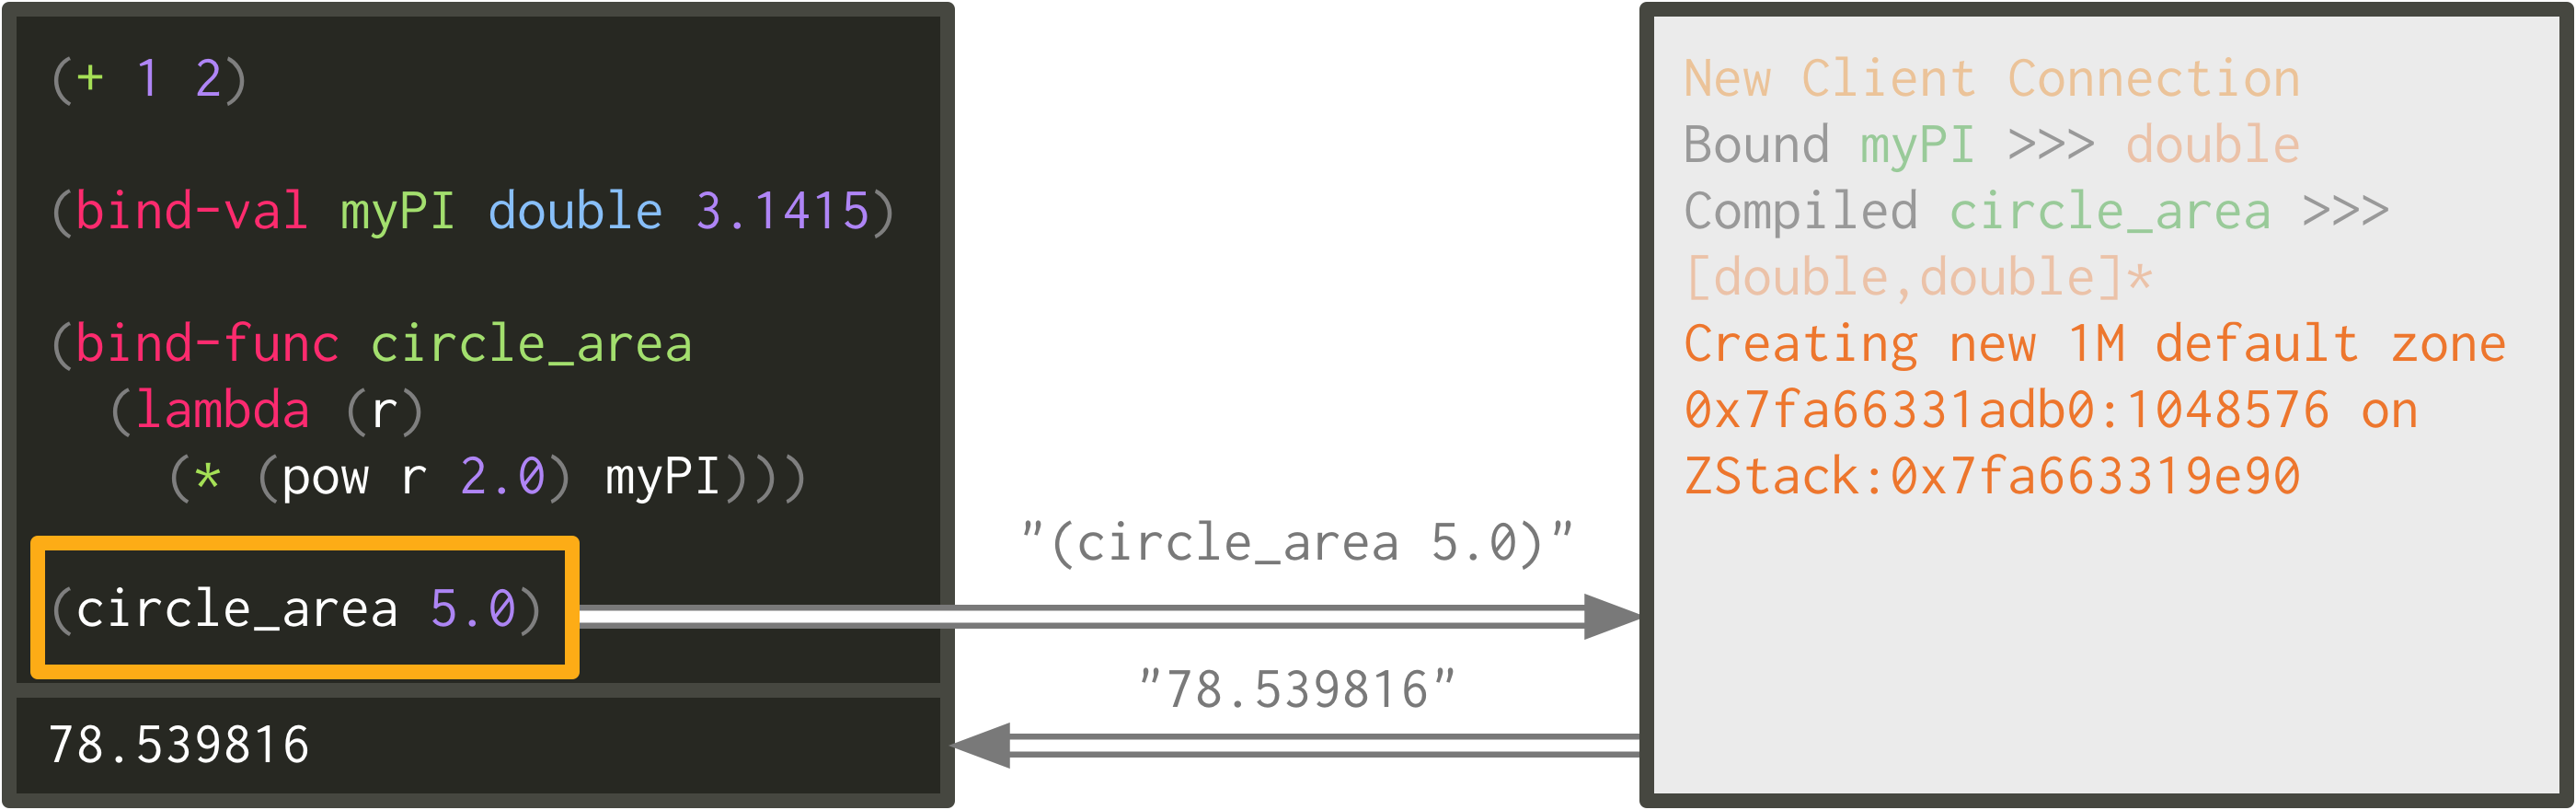 (+ 1 2)
(bind-val myPI double 3.1415)
(bind-func circle_area
(lambda (r)
(* (pow r 2.0) myPI)))
(circle_area 5.0)
78.539816
"(circle_area 5.0)"
"78.539816"
New Client Connection
Bound myPI >>> double
Compiled circle_area >>>
[double,double]*
Creating new 1M default zone
0x7fa66331adb0:1048576 on
ZStack:0x7fa663319e90